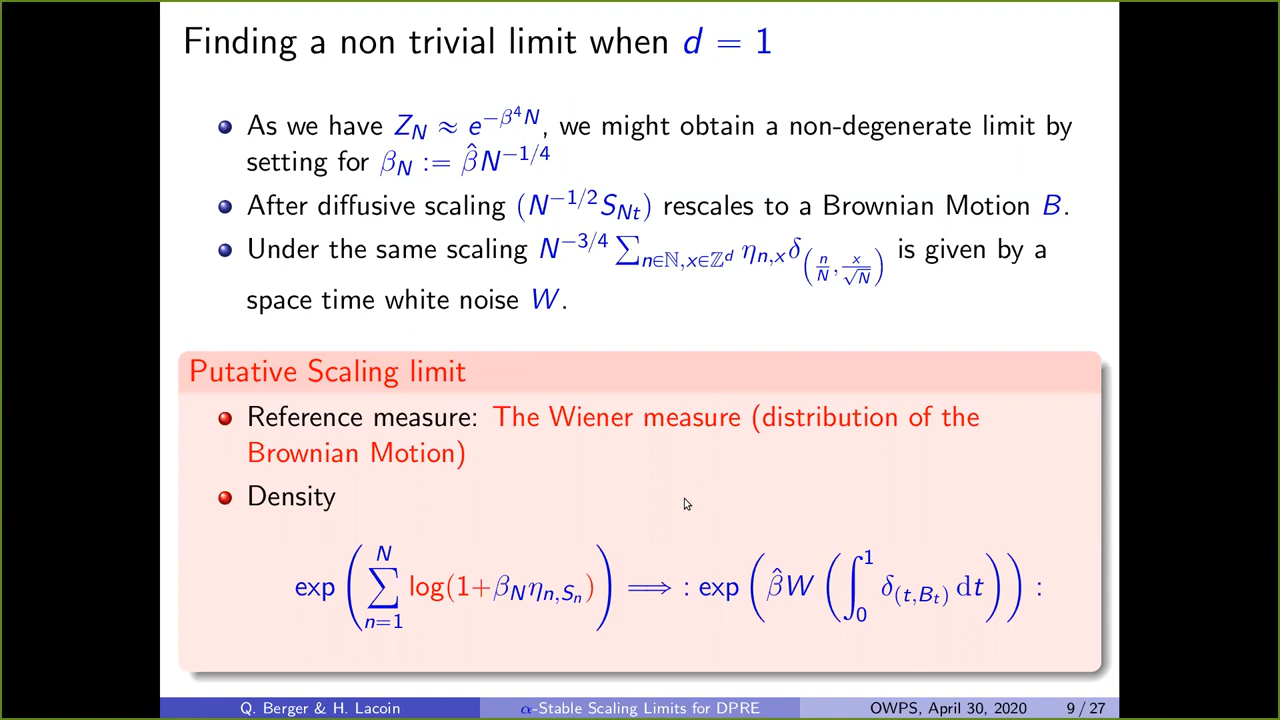 Finding a non trivial limit when d = 1
As we have Z_N ≈ e^{−β^4 N}, we might obtain a non-degenerate limit by
setting for β_N := β̂N^{−1/4}
After diffusive scaling (N^{−1/2}S_{Nt}) rescales to a Brownian Motion B.
Under the same scaling N^{−3/4} ∑_{n∈ℕ,x∈ℤ^d} η_{n,x}δ_{(n/N, x/√N)} is given by a
space time white noise W.
Putative Scaling limit
Reference measure: The Wiener measure (distribution of the
Brownian Motion)
Density
exp(∑_{n=1}^{N} log(1+β_Nη_{n,S_n})) ⟹ : exp(β̂W(∫_0^1 δ_{(t,B_t)} dt)) :
Q. Berger & H. Lacoin α-Stable Scaling Limits for DPRE OWPS, April 30, 2020 9 / 27